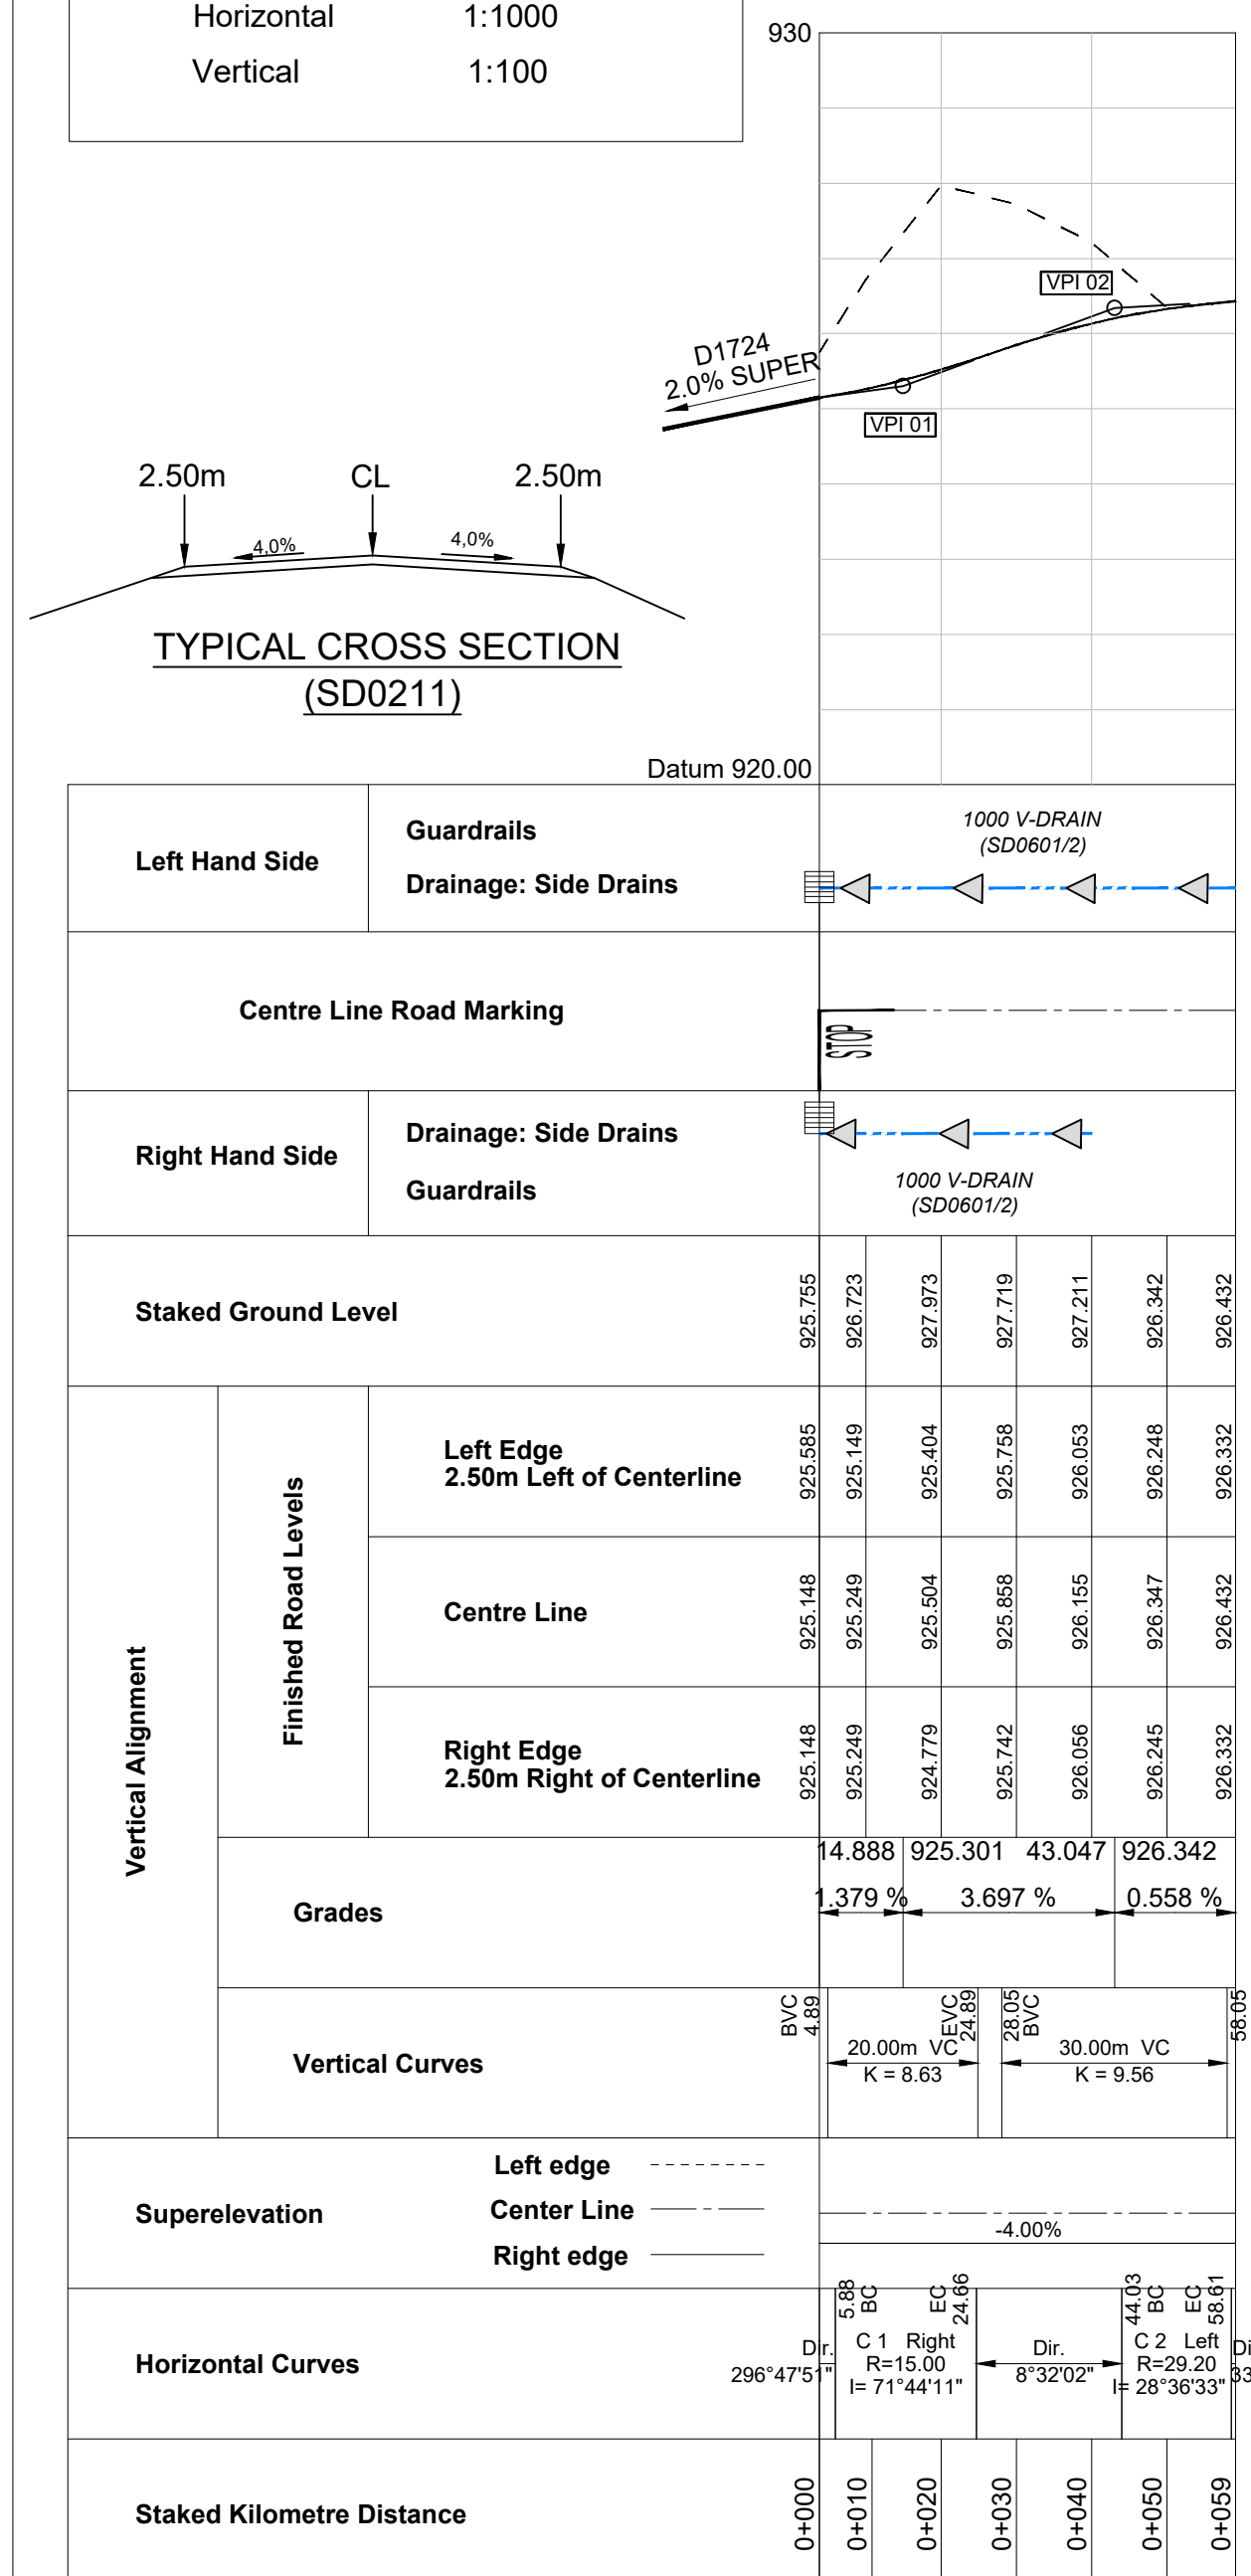 Horizontal 1:1000
Vertical 1:100
930
VPI 02
D1724
2.0% SUPER
VPI 01
2.50m CL 2.50m
4,0% 4,0%
TYPICAL CROSS SECTION
(SD0211)
Datum 920.00
Left Hand Side
Guardrails
Drainage: Side Drains
1000 V-DRAIN
(SD0601/2)
Centre Line Road Marking
STOP
Right Hand Side
Drainage: Side Drains
Guardrails
1000 V-DRAIN
(SD0601/2)
Staked Ground Level
925.755 926.723 927.973 927.719 927.211 926.342 926.432
Vertical Alignment
Finished Road Levels
Left Edge
2.50m Left of Centerline
925.585 925.149 925.404 925.758 926.053 926.248 926.332
Centre Line
925.148 925.249 925.504 925.858 926.155 926.347 926.432
Right Edge
2.50m Right of Centerline
925.148 925.249 924.779 925.742 926.056 926.245 926.332
Grades
14.888 925.301 43.047 926.342
1.379 % 3.697 % 0.558 %
Vertical Curves
BVC
4.89
EVC
24.89
28.05
BVC
58.05
20.00m VC
K = 8.63
30.00m VC
K = 9.56
Superelevation
Left edge
Center Line
Right edge
-4.00%
Horizontal Curves
Dir.
296°47'51"
5.88
BC
EC
24.66
C 1 Right
R=15.00
I= 71°44'11"
Dir.
8°32'02"
44.03
BC
EC
58.61
C 2 Left
R=29.20
I= 28°36'33"
Di
33
Staked Kilometre Distance
0+000 0+010 0+020 0+030 0+040 0+050 0+059